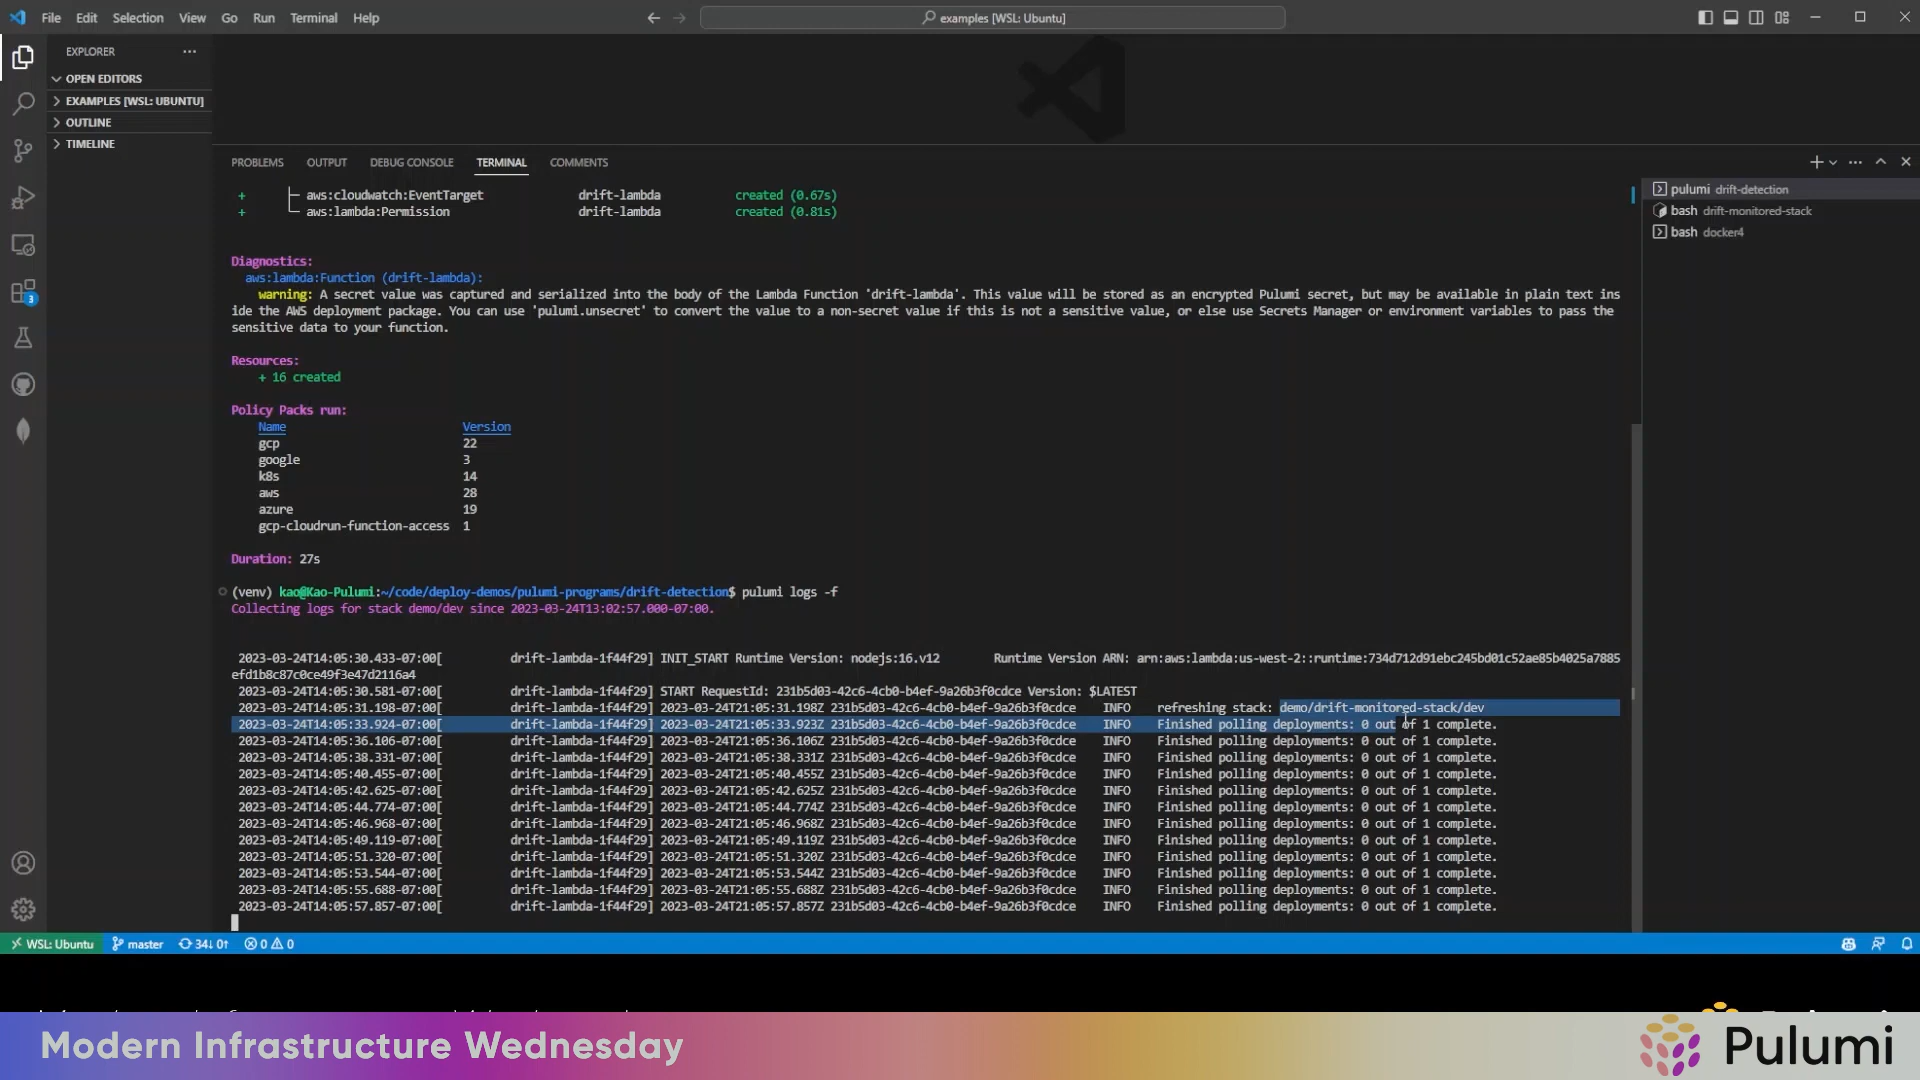 File Edit Selection View Go Run Terminal Help
examples [WSL: Ubuntu]
EXPLORER
OPEN EDITORS
EXAMPLES [WSL: UBUNTU]
OUTLINE
TIMELINE
3
PROBLEMS OUTPUT DEBUG CONSOLE TERMINAL COMMENTS
pulumi drift-detection
bash drift-monitored-stack
bash docker4
+ ├─ aws:cloudwatch:EventTarget drift-lambda created (0.67s)
+ └─ aws:lambda:Permission drift-lambda created (0.81s)
Diagnostics:
aws:lambda:Function (drift-lambda):
warning: A secret value was captured and serialized into the body of the Lambda Function 'drift-lambda'. This value will be stored as an encrypted Pulumi secret, but may be available in plain text ins
ide the AWS deployment package. You can use 'pulumi.unsecret' to convert the value to a non-secret value if this is not a sensitive value, or else use Secrets Manager or environment variables to pass the
sensitive data to your function.
Resources:
+ 16 created
Policy Packs run:
Name Version
gcp 22
google 3
k8s 14
aws 28
azure 19
gcp-cloudrun-function-access 1
Duration: 27s
(venv) kao@Kao-Pulumi:~/code/deploy-demos/pulumi-programs/drift-detection$ pulumi logs -f
Collecting logs for stack demo/dev since 2023-03-24T13:02:57.000-07:00.
2023-03-24T14:05:30.433-07:00[ drift-lambda-1f44f29] INIT_START Runtime Version: nodejs:16.v12 Runtime Version ARN: arn:aws:lambda:us-west-2::runtime:734d712d91ebc245bd01c52ae85b4025a7885
efd1b8c87c0ce49f3e47d2116a4
2023-03-24T14:05:30.581-07:00[ drift-lambda-1f44f29] START RequestId: 231b5d03-42c6-4cb0-b4ef-9a26b3f0cdce Version: $LATEST
2023-03-24T14:05:31.198-07:00[ drift-lambda-1f44f29] 2023-03-24T21:05:31.198Z 231b5d03-42c6-4cb0-b4ef-9a26b3f0cdce INFO refreshing stack: demo/drift-monitored-stack/dev
2023-03-24T14:05:33.924-07:00[ drift-lambda-1f44f29] 2023-03-24T21:05:33.923Z 231b5d03-42c6-4cb0-b4ef-9a26b3f0cdce INFO Finished polling deployments: 0 out of 1 complete.
2023-03-24T14:05:36.106-07:00[ drift-lambda-1f44f29] 2023-03-24T21:05:36.106Z 231b5d03-42c6-4cb0-b4ef-9a26b3f0cdce INFO Finished polling deployments: 0 out of 1 complete.
2023-03-24T14:05:38.331-07:00[ drift-lambda-1f44f29] 2023-03-24T21:05:38.331Z 231b5d03-42c6-4cb0-b4ef-9a26b3f0cdce INFO Finished polling deployments: 0 out of 1 complete.
2023-03-24T14:05:40.455-07:00[ drift-lambda-1f44f29] 2023-03-24T21:05:40.455Z 231b5d03-42c6-4cb0-b4ef-9a26b3f0cdce INFO Finished polling deployments: 0 out of 1 complete.
2023-03-24T14:05:42.625-07:00[ drift-lambda-1f44f29] 2023-03-24T21:05:42.625Z 231b5d03-42c6-4cb0-b4ef-9a26b3f0cdce INFO Finished polling deployments: 0 out of 1 complete.
2023-03-24T14:05:44.774-07:00[ drift-lambda-1f44f29] 2023-03-24T21:05:44.774Z 231b5d03-42c6-4cb0-b4ef-9a26b3f0cdce INFO Finished polling deployments: 0 out of 1 complete.
2023-03-24T14:05:46.968-07:00[ drift-lambda-1f44f29] 2023-03-24T21:05:46.968Z 231b5d03-42c6-4cb0-b4ef-9a26b3f0cdce INFO Finished polling deployments: 0 out of 1 complete.
2023-03-24T14:05:49.119-07:00[ drift-lambda-1f44f29] 2023-03-24T21:05:49.119Z 231b5d03-42c6-4cb0-b4ef-9a26b3f0cdce INFO Finished polling deployments: 0 out of 1 complete.
2023-03-24T14:05:51.320-07:00[ drift-lambda-1f44f29] 2023-03-24T21:05:51.320Z 231b5d03-42c6-4cb0-b4ef-9a26b3f0cdce INFO Finished polling deployments: 0 out of 1 complete.
2023-03-24T14:05:53.544-07:00[ drift-lambda-1f44f29] 2023-03-24T21:05:53.544Z 231b5d03-42c6-4cb0-b4ef-9a26b3f0cdce INFO Finished polling deployments: 0 out of 1 complete.
2023-03-24T14:05:55.688-07:00[ drift-lambda-1f44f29] 2023-03-24T21:05:55.688Z 231b5d03-42c6-4cb0-b4ef-9a26b3f0cdce INFO Finished polling deployments: 0 out of 1 complete.
2023-03-24T14:05:57.857-07:00[ drift-lambda-1f44f29] 2023-03-24T21:05:57.857Z 231b5d03-42c6-4cb0-b4ef-9a26b3f0cdce INFO Finished polling deployments: 0 out of 1 complete.
WSL: Ubuntu master 34↓ 0↑ 0 0
Modern Infrastructure Wednesday
Pulumi